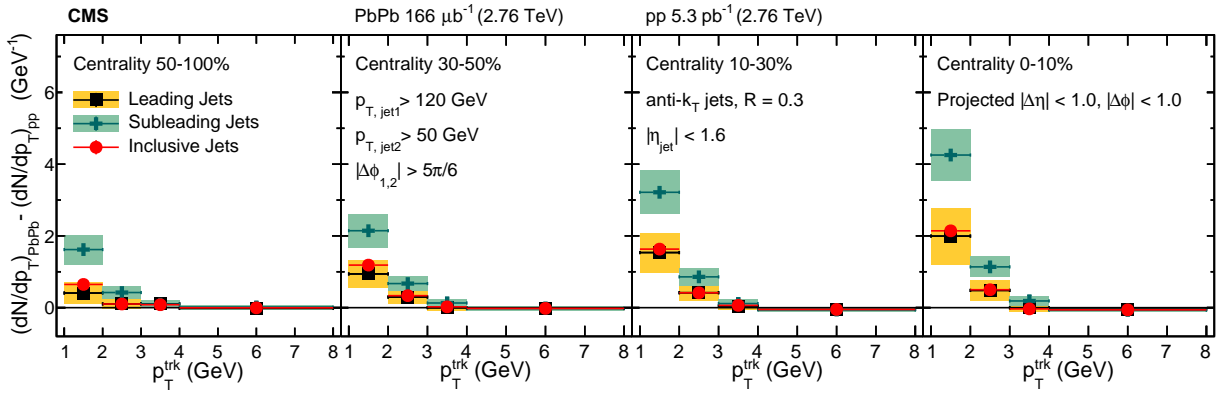 CMS PbPb 166 μb⁻¹ (2.76 TeV) pp 5.3 pb⁻¹ (2.76 TeV)
(dN/dp_T)_PbPb - (dN/dp_T)_pp (GeV⁻¹)
6
4
2
0
Centrality 50-100%
Leading Jets
Subleading Jets
Inclusive Jets
1 2 3 4 5 6 7 8
p_T^trk (GeV)
Centrality 30-50%
p_T, jet1 > 120 GeV
p_T, jet2 > 50 GeV
|Δϕ_1,2| > 5π/6
1 2 3 4 5 6 7 8
p_T^trk (GeV)
Centrality 10-30%
anti-k_T jets, R = 0.3
|η_jet| < 1.6
1 2 3 4 5 6 7 8
p_T^trk (GeV)
Centrality 0-10%
Projected |Δη| < 1.0, |Δϕ| < 1.0
1 2 3 4 5 6 7 8
p_T^trk (GeV)